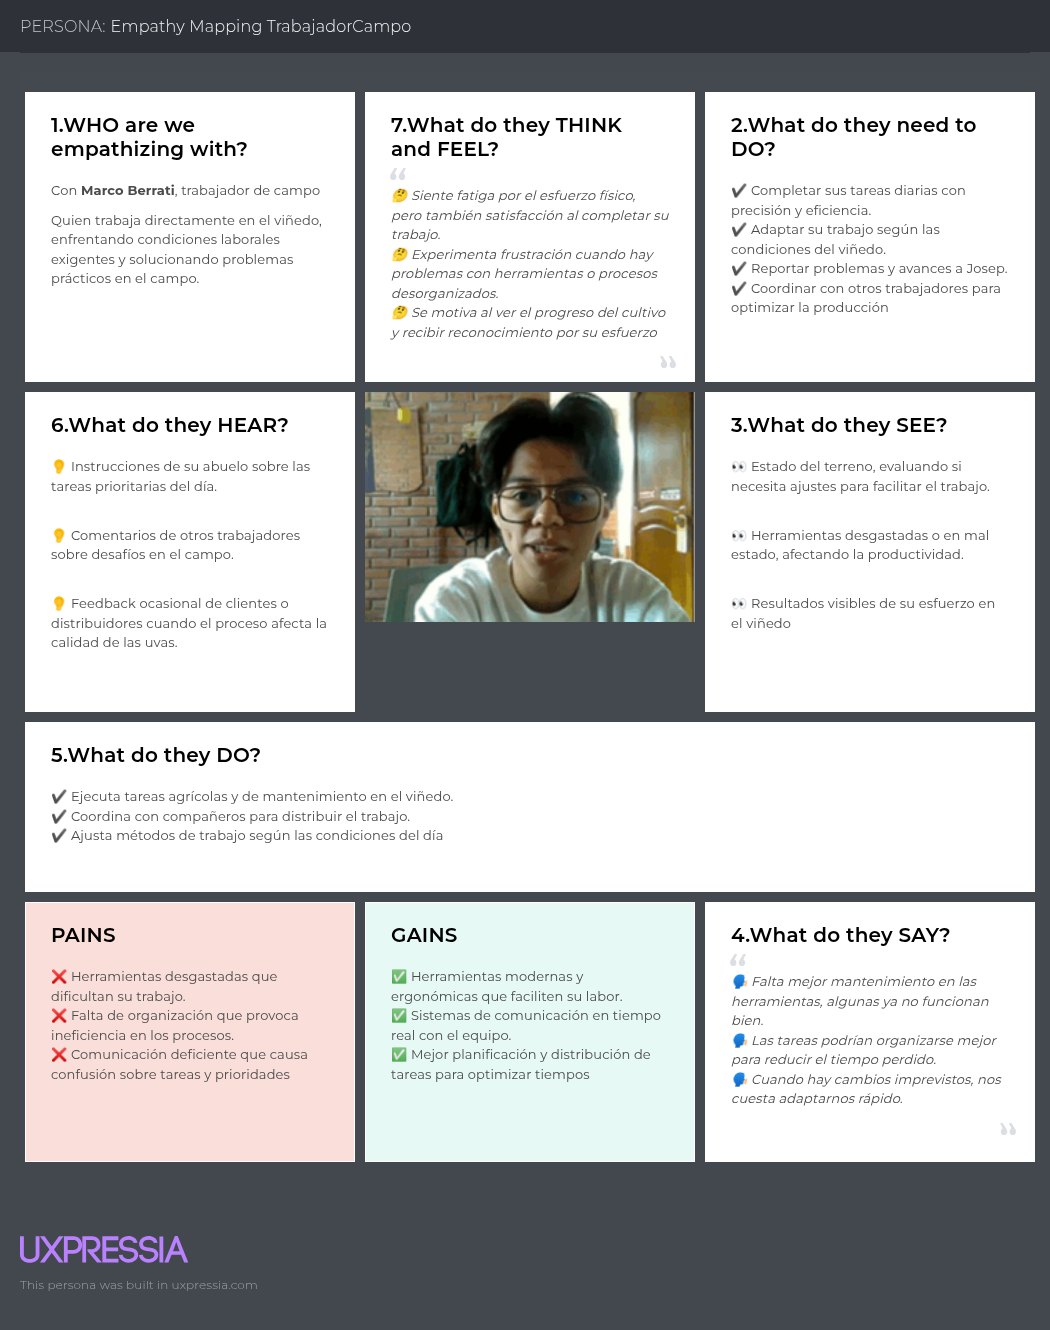 PERSONA: Empathy Mapping TrabajadorCampo
1.WHO are we
empathizing with?
Con Marco Berrati, trabajador de campo
Quien trabaja directamente en el viñedo,
enfrentando condiciones laborales
exigentes y solucionando problemas
prácticos en el campo.
7.What do they THINK
and FEEL?
“
🤔 Siente fatiga por el esfuerzo físico,
pero también satisfacción al completar su
trabajo.
🤔 Experimenta frustración cuando hay
problemas con herramientas o procesos
desorganizados.
🤔 Se motiva al ver el progreso del cultivo
y recibir reconocimiento por su esfuerzo
”
2.What do they need to
DO?
✔️ Completar sus tareas diarias con
precisión y eficiencia.
✔️ Adaptar su trabajo según las
condiciones del viñedo.
✔️ Reportar problemas y avances a Josep.
✔️ Coordinar con otros trabajadores para
optimizar la producción
6.What do they HEAR?
👂 Instrucciones de su abuelo sobre las
tareas prioritarias del día.
👂 Comentarios de otros trabajadores
sobre desafíos en el campo.
👂 Feedback ocasional de clientes o
distribuidores cuando el proceso afecta la
calidad de las uvas.
3.What do they SEE?
👀 Estado del terreno, evaluando si
necesita ajustes para facilitar el trabajo.
👀 Herramientas desgastadas o en mal
estado, afectando la productividad.
👀 Resultados visibles de su esfuerzo en
el viñedo
5.What do they DO?
✔️ Ejecuta tareas agrícolas y de mantenimiento en el viñedo.
✔️ Coordina con compañeros para distribuir el trabajo.
✔️ Ajusta métodos de trabajo según las condiciones del día
PAINS
❌ Herramientas desgastadas que
dificultan su trabajo.
❌ Falta de organización que provoca
ineficiencia en los procesos.
❌ Comunicación deficiente que causa
confusión sobre tareas y prioridades
GAINS
✅ Herramientas modernas y
ergonómicas que faciliten su labor.
✅ Sistemas de comunicación en tiempo
real con el equipo.
✅ Mejor planificación y distribución de
tareas para optimizar tiempos
4.What do they SAY?
“
🗣️ Falta mejor mantenimiento en las
herramientas, algunas ya no funcionan
bien.
🗣️ Las tareas podrían organizarse mejor
para reducir el tiempo perdido.
🗣️ Cuando hay cambios imprevistos, nos
cuesta adaptarnos rápido.
”
UXPRESSIA
This persona was built in uxpressia.com